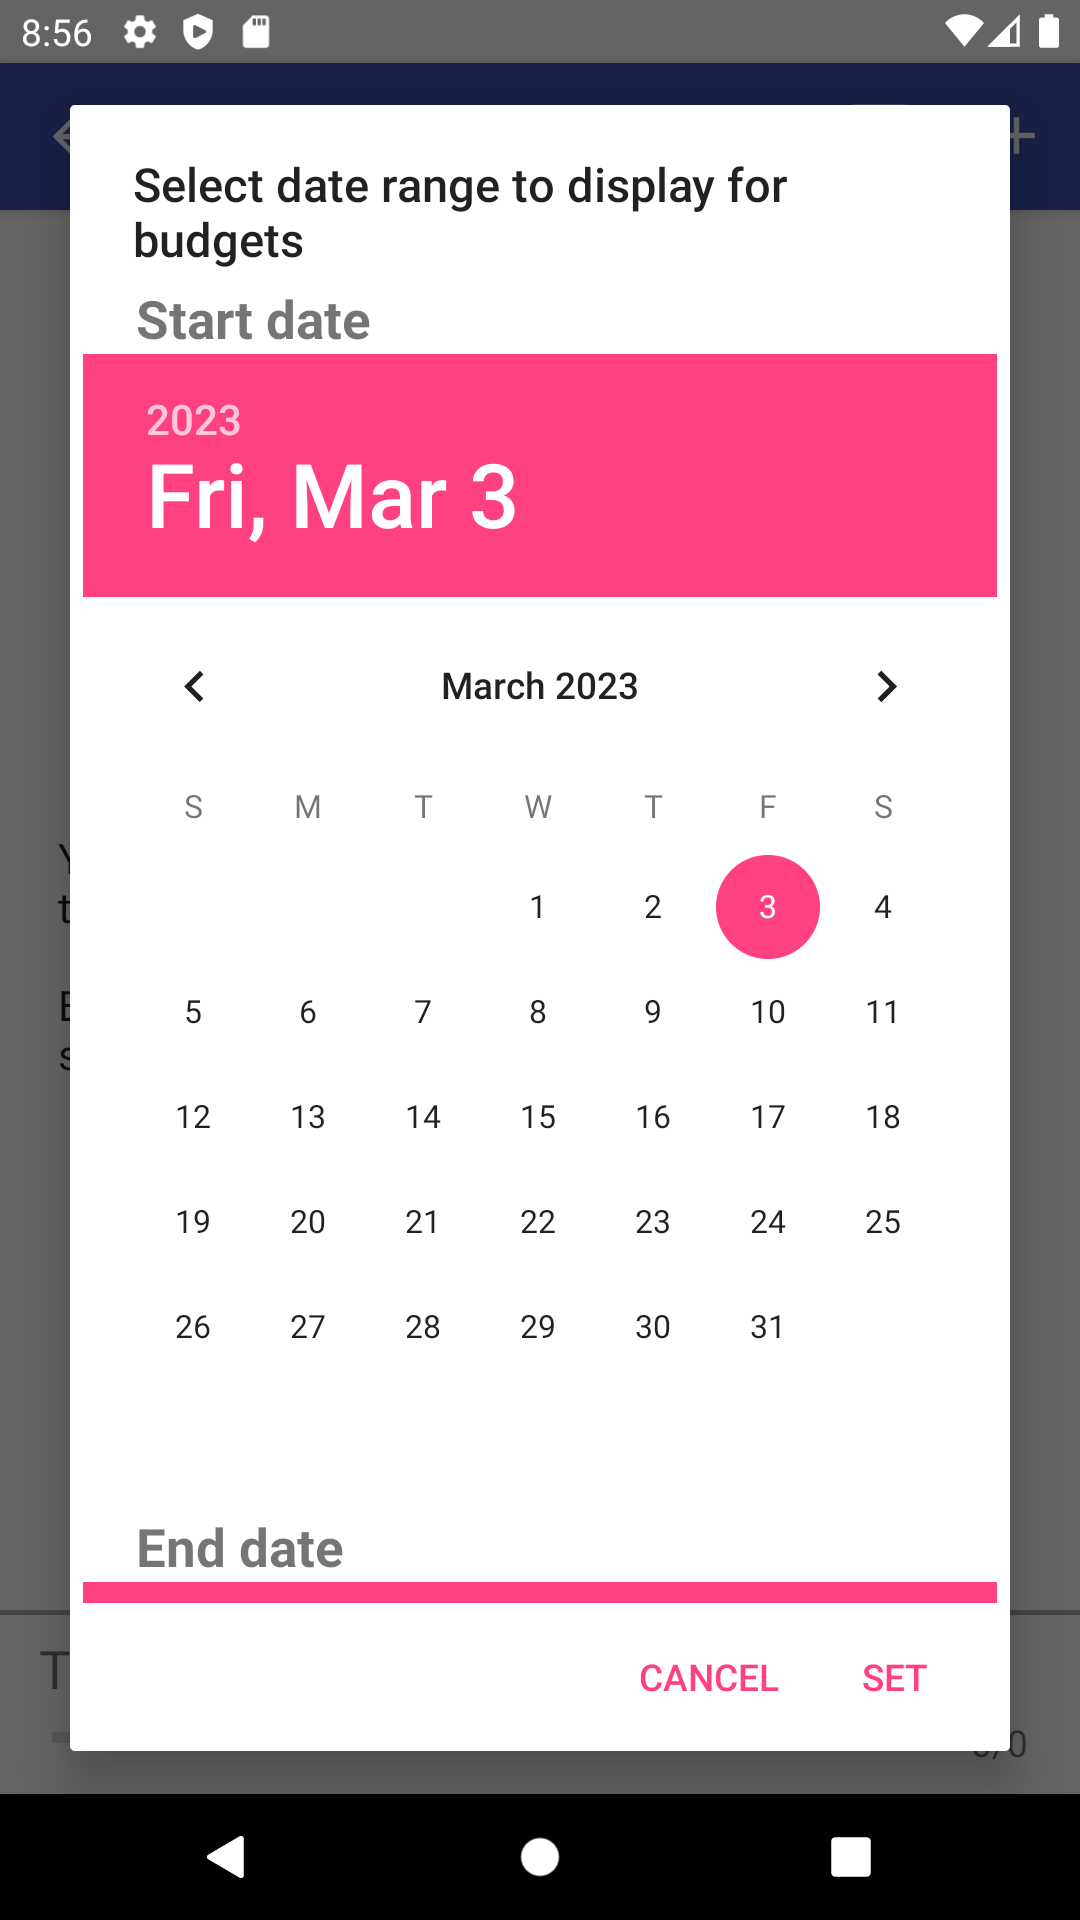 8:56
Select date range to display for
budgets
Start date
2023
Fri, Mar 3
March 2023
S M T W T F S
1 2 3 4
5 6 7 8 9 10 11
12 13 14 15 16 17 18
19 20 21 22 23 24 25
26 27 28 29 30 31
End date
CANCEL SET